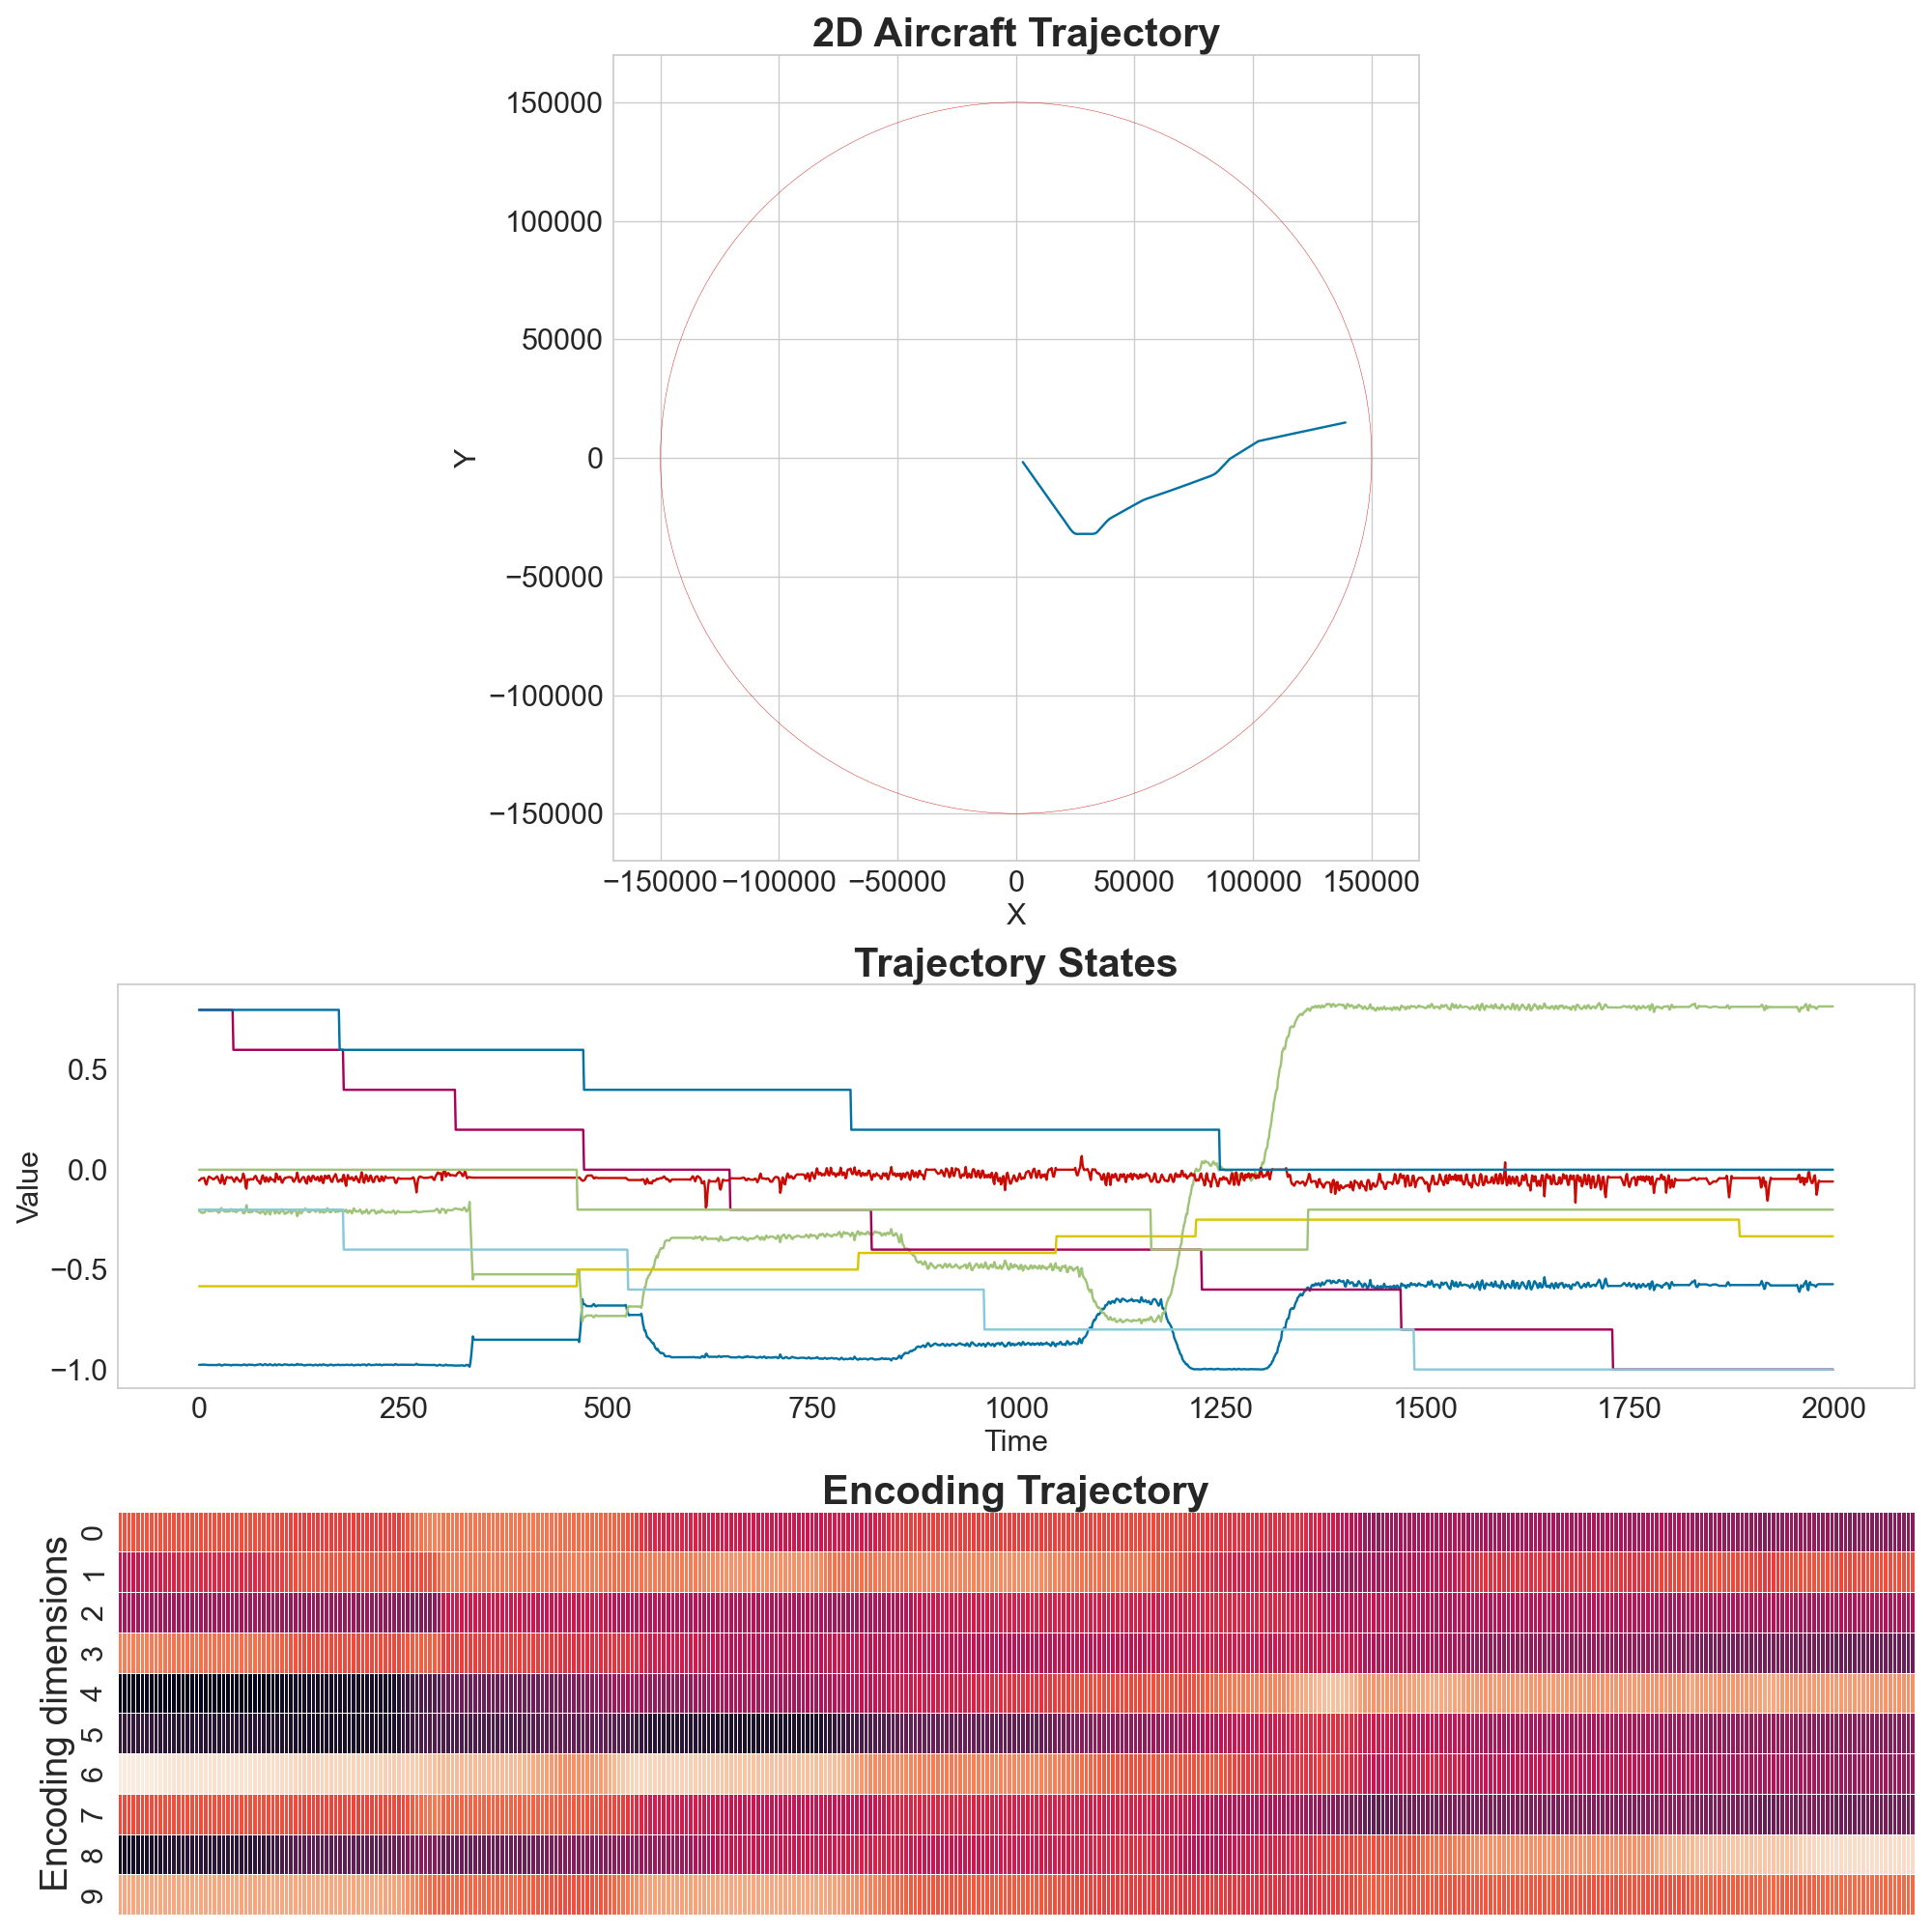 2D Aircraft Trajectory
150000
100000
50000
0
−50000
−100000
−150000
Y
−150000 −100000 −50000 0 50000 100000 150000
X
Trajectory States
0.5
0.0
−0.5
−1.0
Value
0 250 500 750 1000 1250 1500 1750 2000
Time
Encoding Trajectory
Encoding dimensions
0
1
2
3
4
5
6
7
8
9